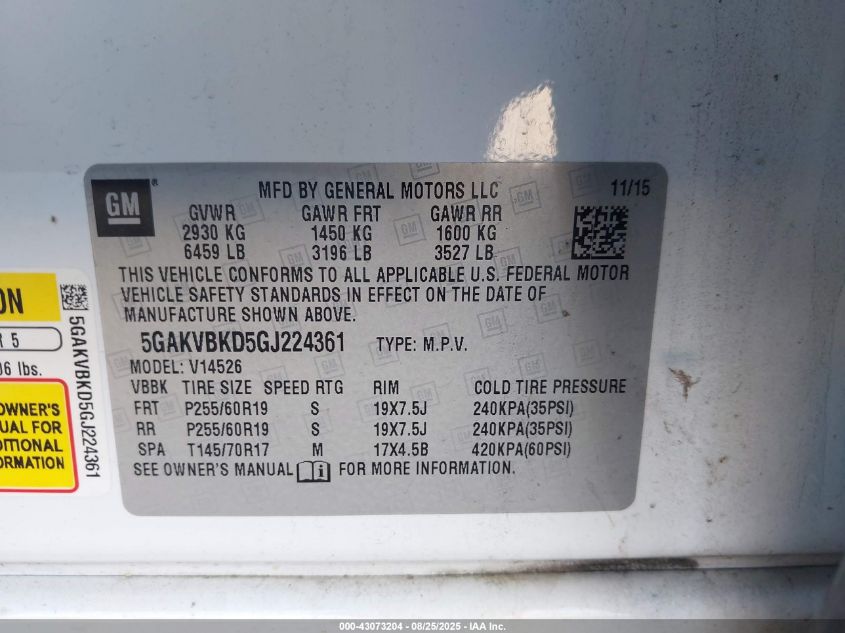 GM
®
MFD BY GENERAL MOTORS LLC
11/15
GVWR GAWR FRT GAWR RR
2930 KG 1450 KG 1600 KG
6459 LB 3196 LB 3527 LB
THIS VEHICLE CONFORMS TO ALL APPLICABLE U.S. FEDERAL MOTOR
VEHICLE SAFETY STANDARDS IN EFFECT ON THE DATE OF
MANUFACTURE SHOWN ABOVE.
5GAKVBKD5GJ224361 TYPE: M.P.V.
MODEL: V14526
VBBK TIRE SIZE SPEED RTG RIM COLD TIRE PRESSURE
FRT P255/60R19 S 19X7.5J 240KPA(35PSI)
RR P255/60R19 S 19X7.5J 240KPA(35PSI)
SPA T145/70R17 M 17X4.5B 420KPA(60PSI)
SEE OWNER'S MANUAL FOR MORE INFORMATION.
ON
R 5
06 lbs.
OWNER'S
UAL FOR
DITIONAL
FORMATION
5GAKVBKD5GJ224361
000-43073204 - 08/25/2025 - IAA Inc.